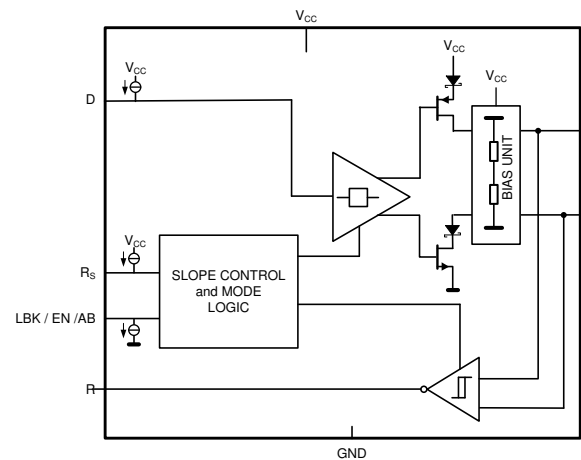 VCC
VCC
D
VCC
VCC
BIAS UNIT
VCC
RS
SLOPE CONTROL
and MODE
LOGIC
LBK / EN /AB
R
GND